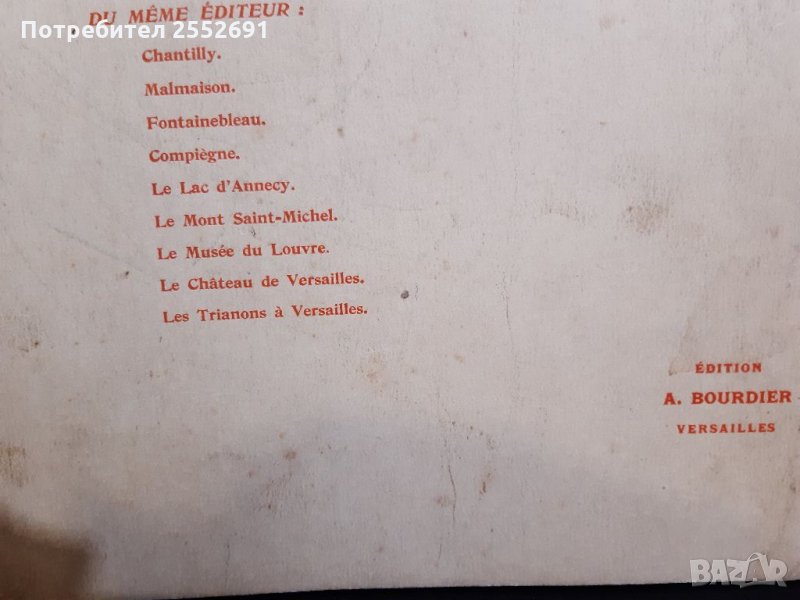 Потребител 2552691
DU MÊME ÉDITEUR :
Chantilly.
Malmaison.
Fontainebleau.
Compiègne.
Le Lac d'Annecy.
Le Mont Saint-Michel.
Le Musée du Louvre.
Le Château de Versailles.
Les Trianons à Versailles.
ÉDITION
A. BOURDIER
VERSAILLES
BAZAR